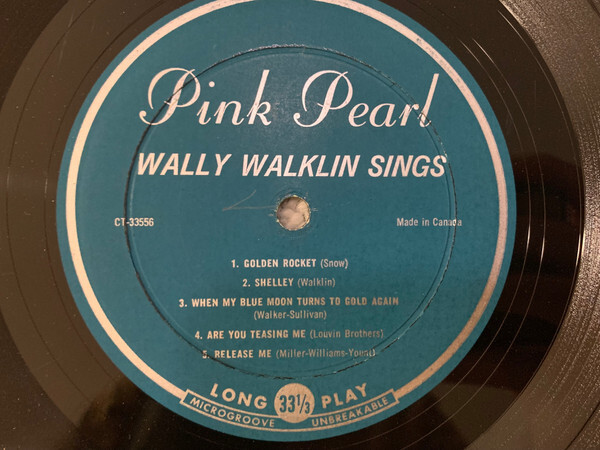 Pink Pearl
WALLY WALKLIN SINGS
CT-33556
Made in Canada
1. GOLDEN ROCKET (Snow)
2. SHELLEY (Walklin)
3. WHEN MY BLUE MOON TURNS TO GOLD AGAIN
(Walker-Sullivan)
4. ARE YOU TEASING ME (Louvin Brothers)
5. RELEASE ME (Miller-Williams-Yount)
LONG 33⅓ PLAY
MICROGROOVE UNBREAKABLE